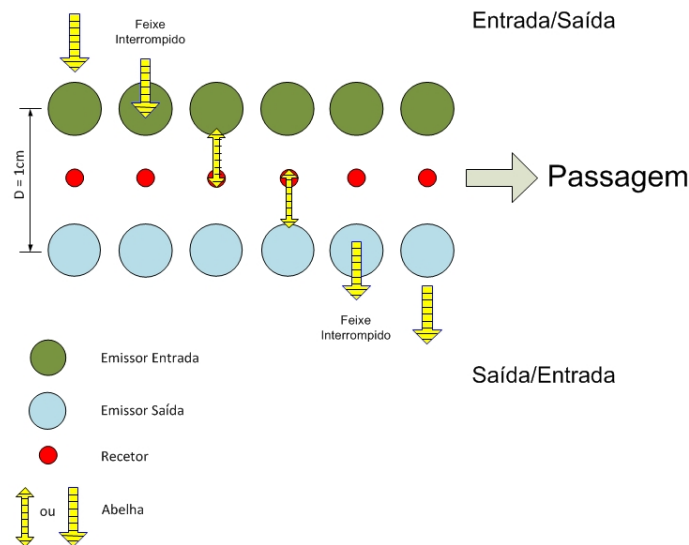 Entrada/Saída
Feixe
Interrompido
D = 1cm
Passagem
Feixe
Interrompido
Saída/Entrada
Emissor Entrada
Emissor Saída
Recetor
ou
Abelha